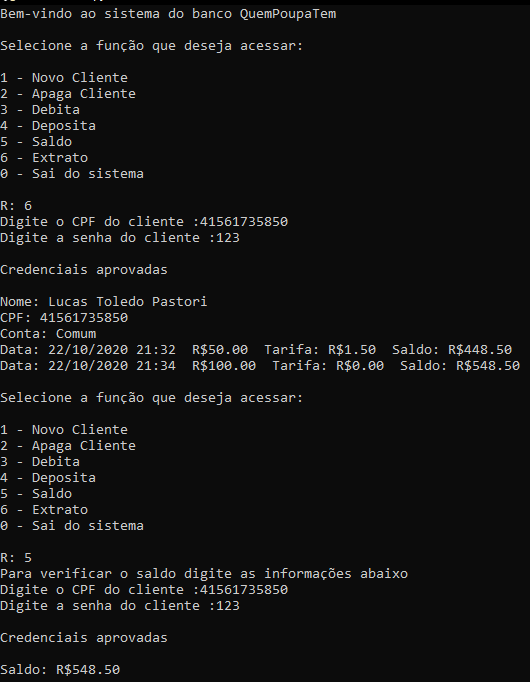 Bem-vindo ao sistema do banco QuemPoupaTem
Selecione a função que deseja acessar:
1 - Novo Cliente
2 - Apaga Cliente
3 - Debita
4 - Deposita
5 - Saldo
6 - Extrato
0 - Sai do sistema
R: 6
Digite o CPF do cliente :41561735850
Digite a senha do cliente :123
Credenciais aprovadas
Nome: Lucas Toledo Pastori
CPF: 41561735850
Conta: Comum
Data: 22/10/2020 21:32  R$50.00  Tarifa: R$1.50  Saldo: R$448.50
Data: 22/10/2020 21:34  R$100.00  Tarifa: R$0.00  Saldo: R$548.50
Selecione a função que deseja acessar:
1 - Novo Cliente
2 - Apaga Cliente
3 - Debita
4 - Deposita
5 - Saldo
6 - Extrato
0 - Sai do sistema
R: 5
Para verificar o saldo digite as informações abaixo
Digite o CPF do cliente :41561735850
Digite a senha do cliente :123
Credenciais aprovadas
Saldo: R$548.50